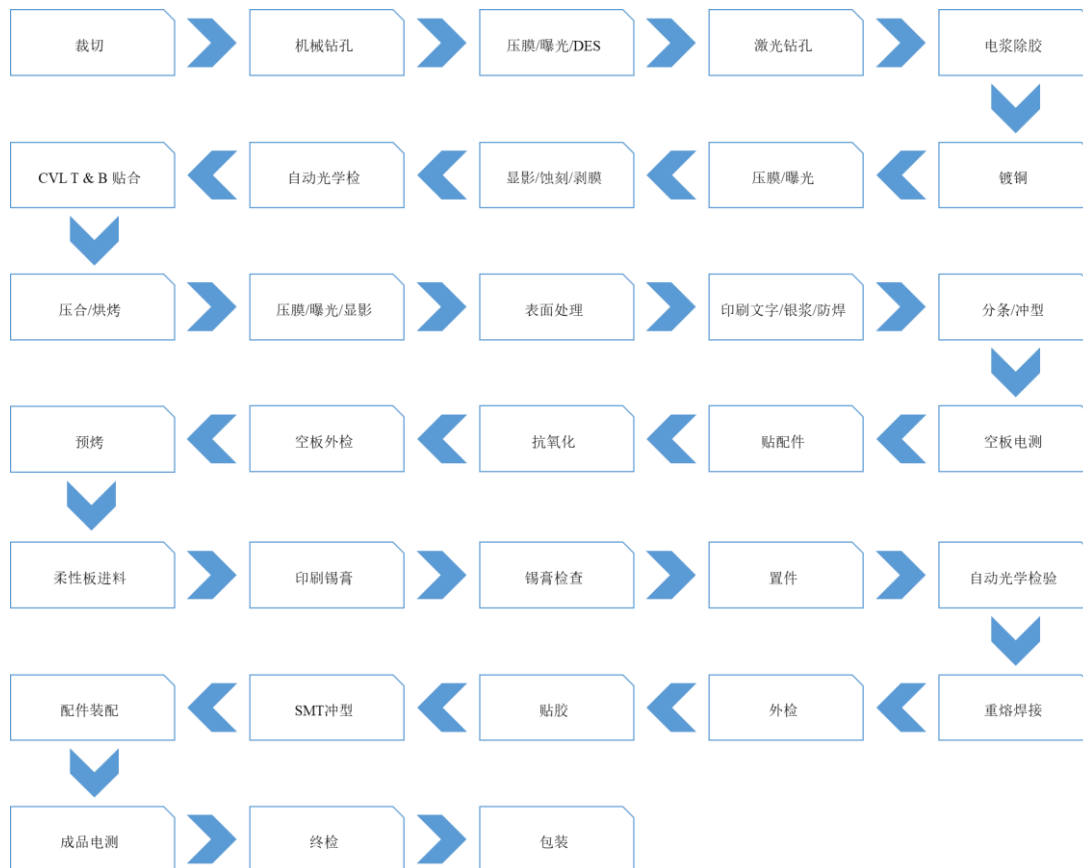 裁切
机械钻孔
压膜/曝光/DES
激光钻孔
电浆除胶
CVL T & B 贴合
自动光学检
显影/蚀刻/剥膜
压膜/曝光
镀铜
压合/烘烤
压膜/曝光/显影
表面处理
印刷文字/银浆/防焊
分条/冲型
预烤
空板外检
抗氧化
贴配件
空板电测
柔性板进料
印刷锡膏
锡膏检查
置件
自动光学检验
配件装配
SMT冲型
贴胶
外检
重熔焊接
成品电测
终检
包装